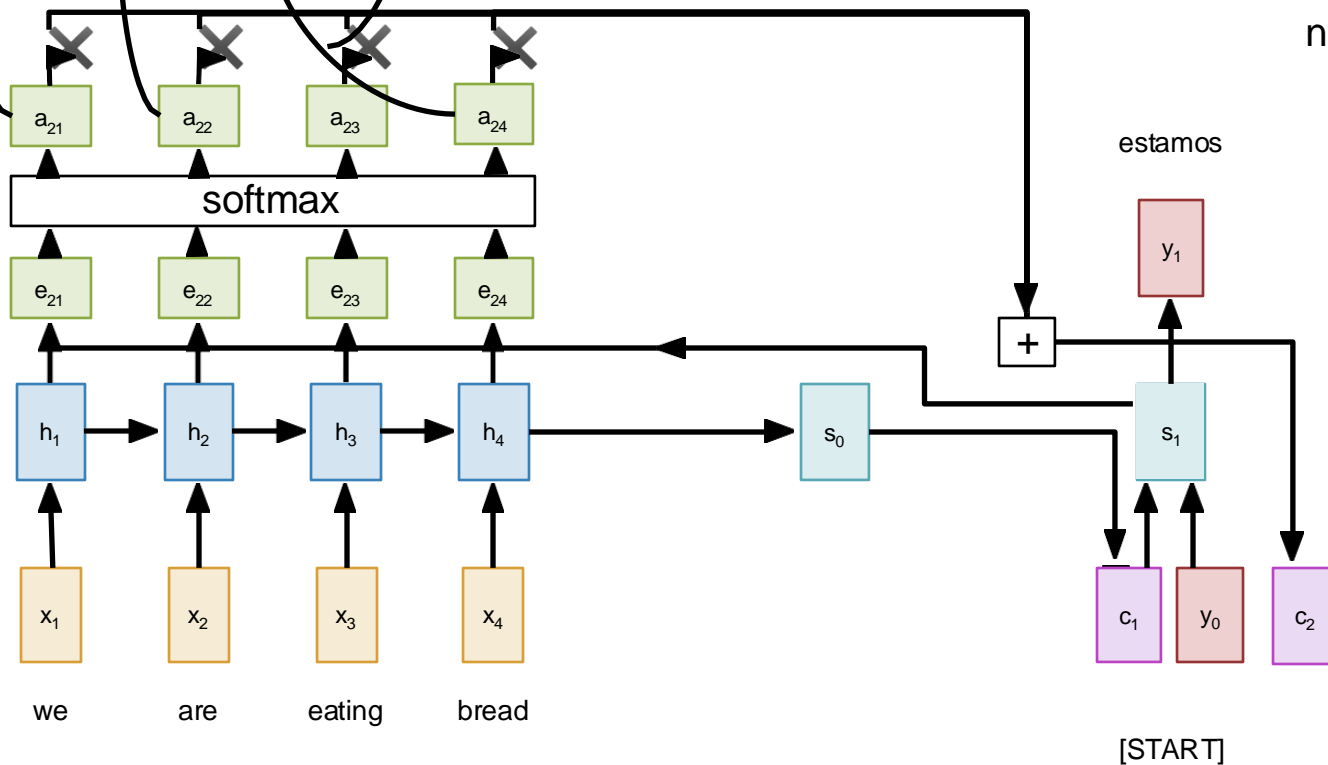 n
a21 a22 a23 a24
estamos
softmax
y1
e21 e22 e23 e24
+
h1 h2 h3 h4 s0 s1
x1 x2 x3 x4 c1 y0 c2
we are eating bread
[START]